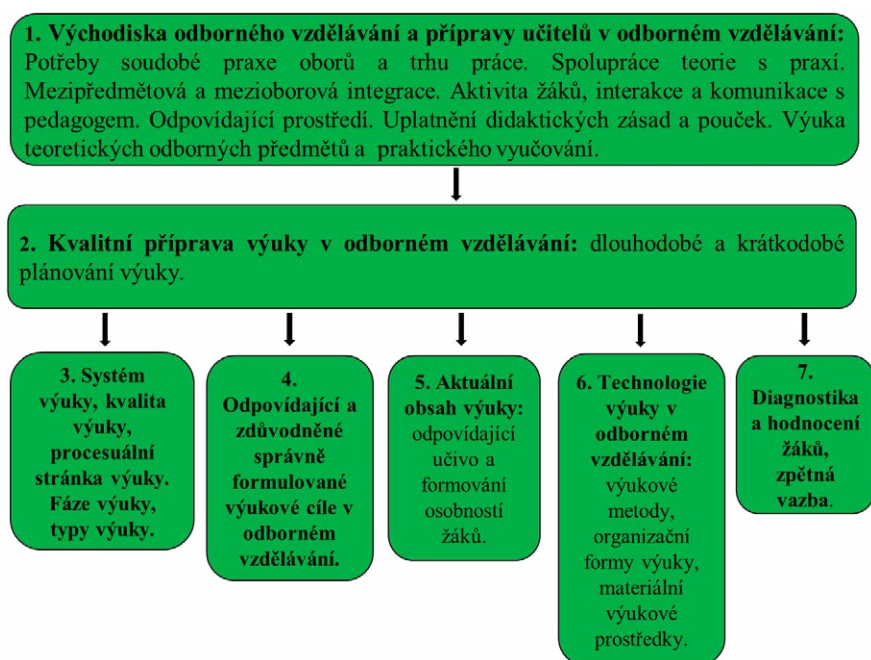 1. Východiska odborného vzdělávání a přípravy učitelů v odborném vzdělávání:
Potřeby soudobé praxe oborů a trhu práce. Spolupráce teorie s praxí.
Mezipředmětová a mezioborová integrace. Aktivita žáků, interakce a komunikace s
pedagogem. Odpovídající prostředí. Uplatnění didaktických zásad a pouček. Výuka
teoretických odborných předmětů a praktického vyučování.
2. Kvalitní příprava výuky v odborném vzdělávání: dlouhodobé a krátkodobé
plánování výuky.
3. Systém
výuky, kvalita
výuky,
procesuální
stránka výuky.
Fáze výuky,
typy výuky.
4.
Odpovídající a
zdůvodněné
správně
formulované
výukové cíle v
odborném
vzdělávání.
5. Aktuální
obsah výuky:
odpovídající
učivo a
formování
osobností
žáků.
6. Technologie
výuky v
odborném
vzdělávání:
výukové
metody,
organizační
formy výuky,
materiální
výukové
prostředky.
7.
Diagnostika
a hodnocení
žáků,
zpětná
vazba.